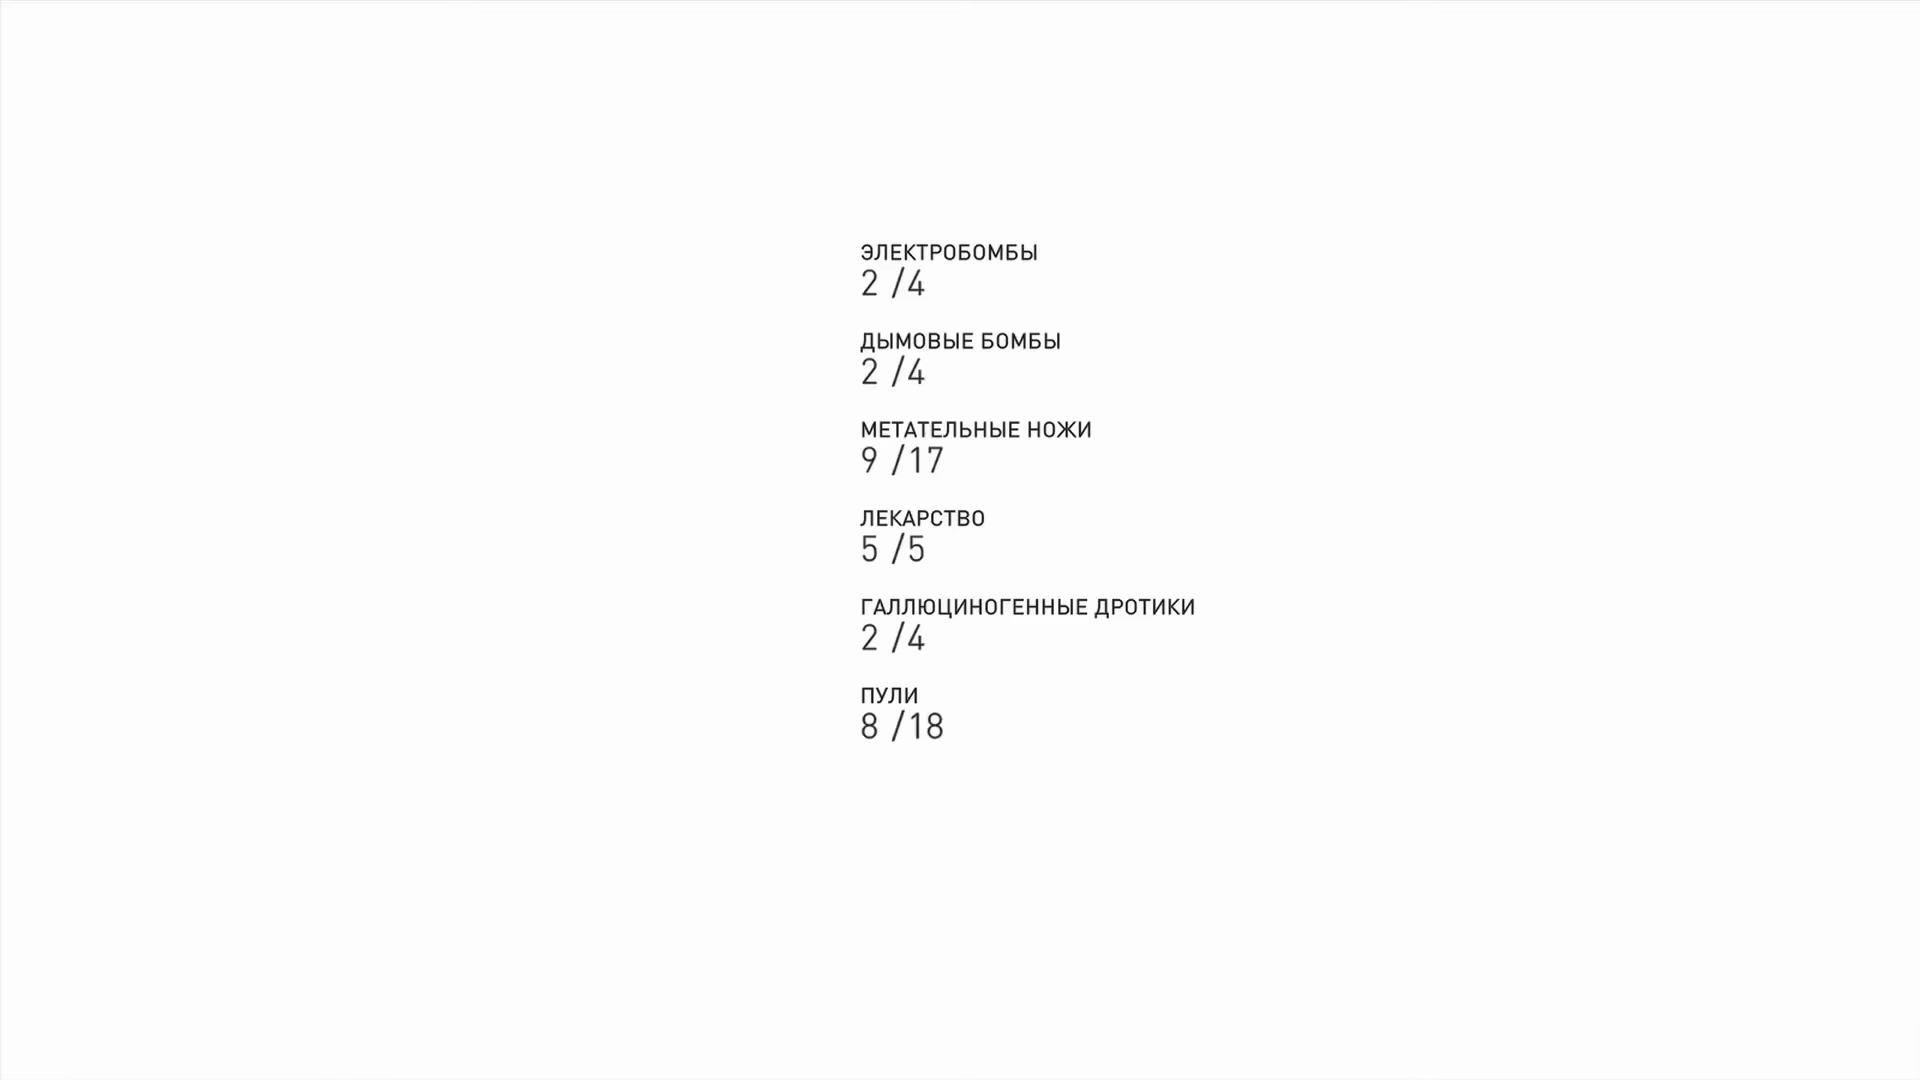 ЭЛЕКТРОБОМБЫ
2 /4
ДЫМОВЫЕ БОМБЫ
2 /4
МЕТАТЕЛЬНЫЕ НОЖИ
9 /17
ЛЕКАРСТВО
5 /5
ГАЛЛЮЦИНОГЕННЫЕ ДРОТИКИ
2 /4
ПУЛИ
8 /18